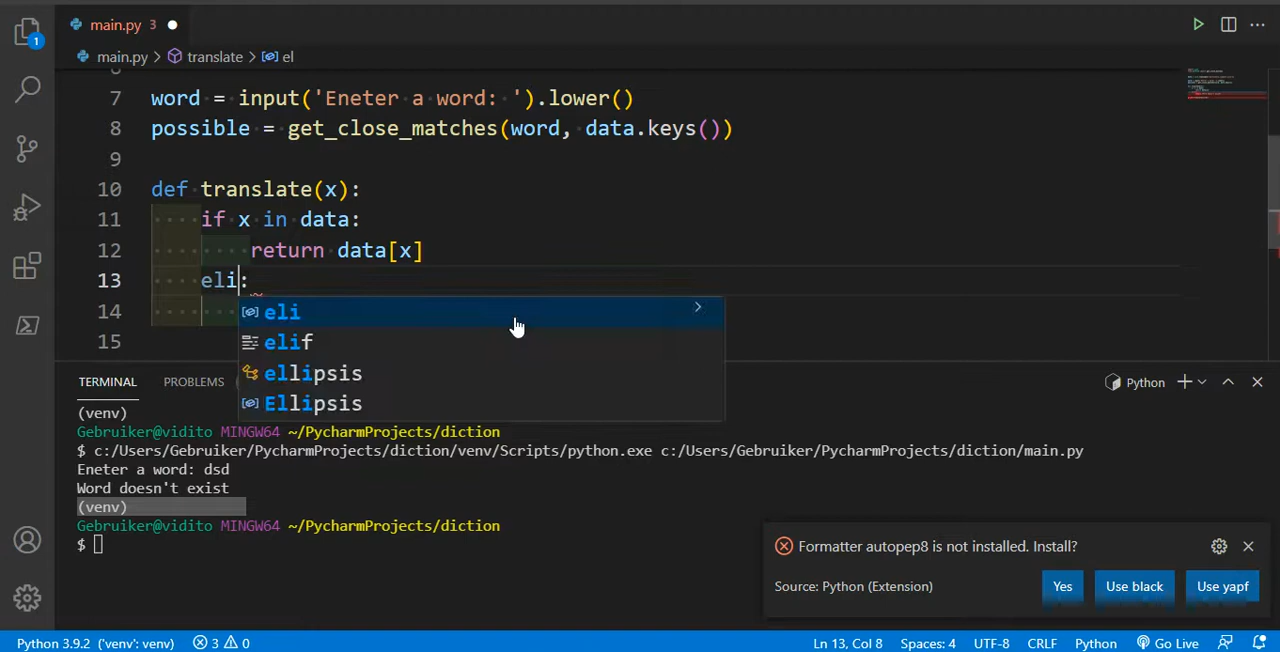 1
main.py 3
main.py > translate > el
6
7 word = input('Eneter a word: ').lower()
8 possible = get_close_matches(word, data.keys())
9
10 def translate(x):
11 if x in data:
12 return data[x]
13 eli:
14
15
eli
elif
ellipsis
Ellipsis
TERMINAL PROBLEMS
Python
(venv)
Gebruiker@vidito MINGW64 ~/PycharmProjects/diction
$ c:/Users/Gebruiker/PycharmProjects/diction/venv/Scripts/python.exe c:/Users/Gebruiker/PycharmProjects/diction/main.py
Eneter a word: dsd
Word doesn't exist
(venv)
Gebruiker@vidito MINGW64 ~/PycharmProjects/diction
$
Formatter autopep8 is not installed. Install?
Source: Python (Extension) Yes Use black Use yapf
Python 3.9.2 ('venv': venv) 3 0 Ln 13, Col 8 Spaces: 4 UTF-8 CRLF Python Go Live